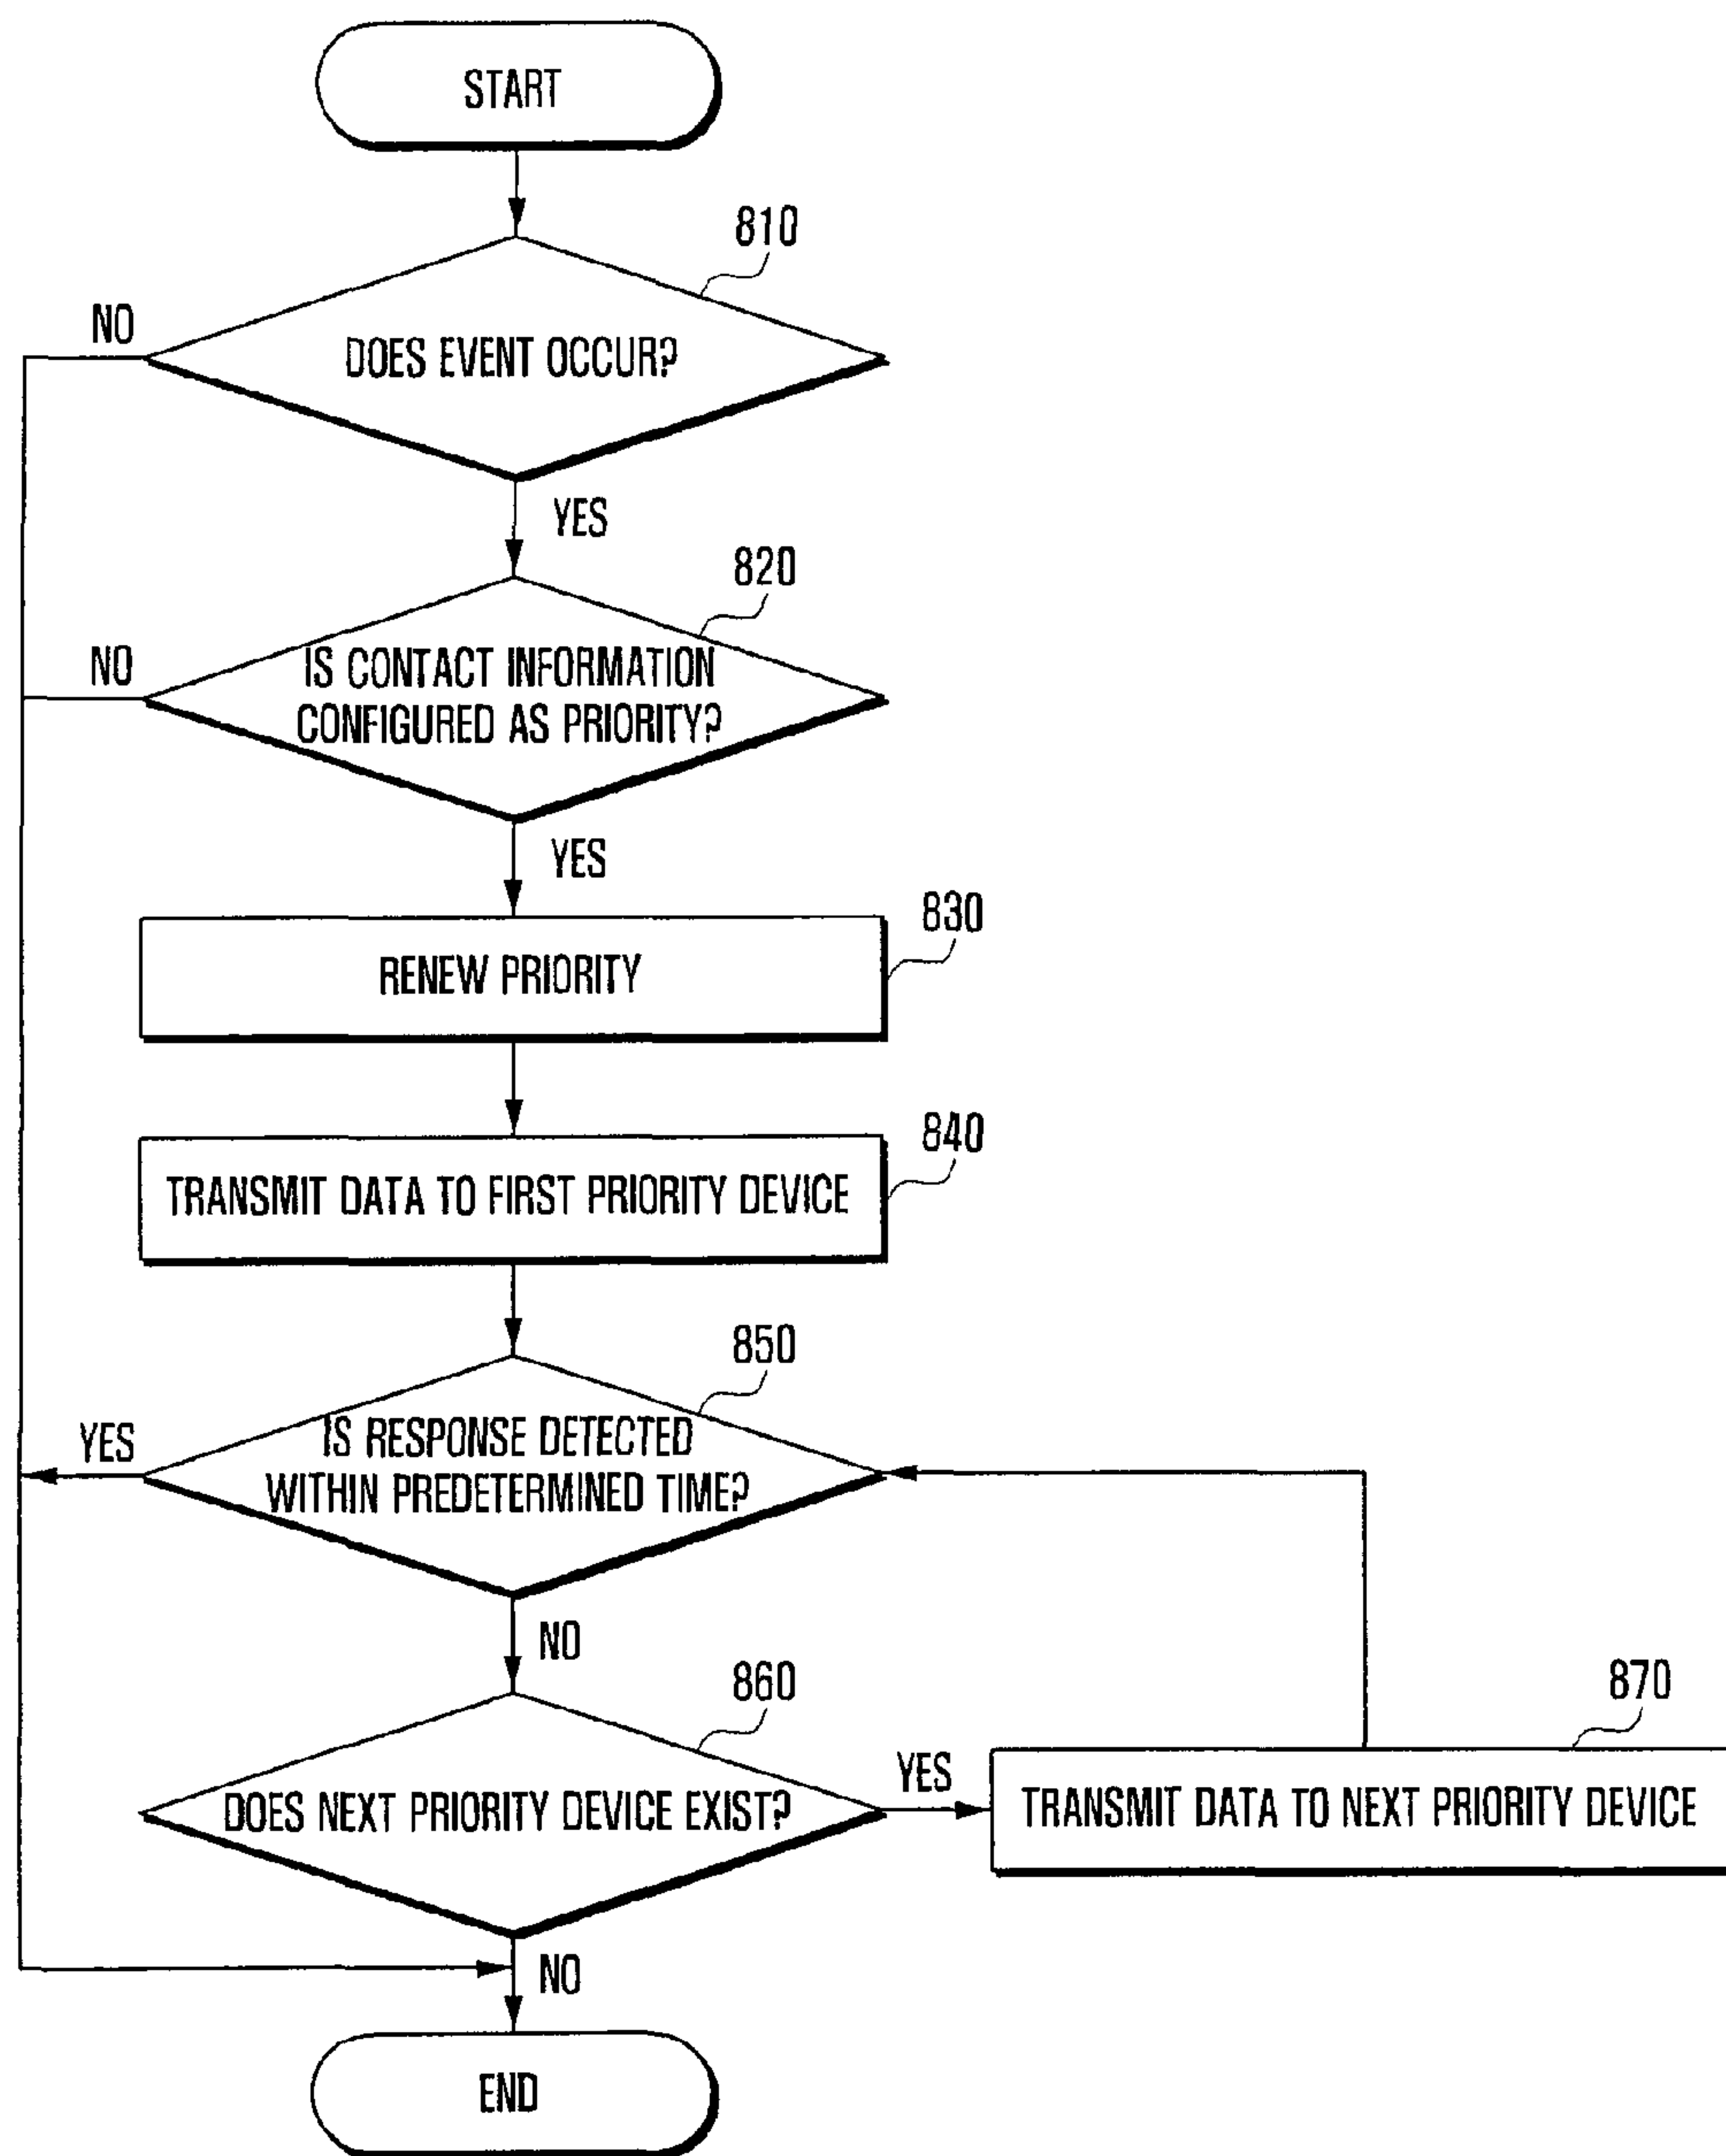 START
810
NO
DOES EVENT OCCUR?
YES
820
NO
IS CONTACT INFORMATION
CONFIGURED AS PRIORITY?
YES
830
RENEW PRIORITY
840
TRANSMIT DATA TO FIRST PRIORITY DEVICE
850
YES
IS RESPONSE DETECTED
WITHIN PREDETERMINED TIME?
NO
860
870
YES
DOES NEXT PRIORITY DEVICE EXIST?
TRANSMIT DATA TO NEXT PRIORITY DEVICE
NO
END